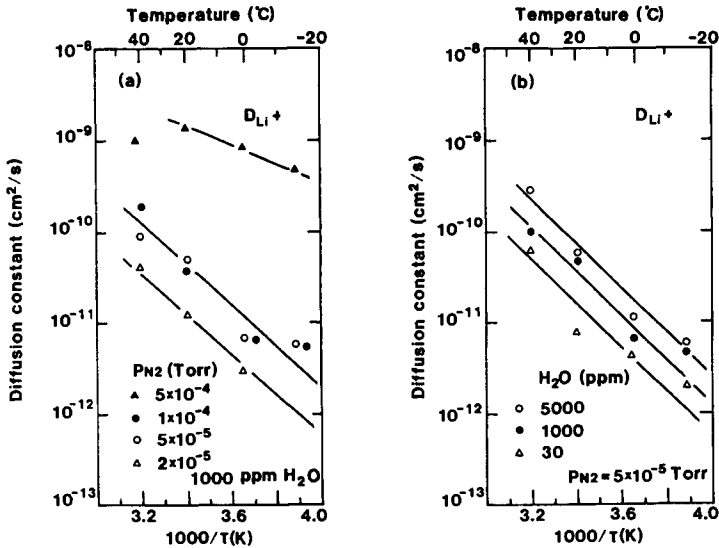 Temperature (℃)
40 20 0 -20
10-8
(a)
DLi+
10-9
10-10
10-11
10-12
10-13
Diffusion constant (cm2/s)
PN2 (Torr)
▲ 5×10-4
● 1×10-4
○ 5×10-5
△ 2×10-5
1000 ppm H2O
3.2 3.6 4.0
1000/T(K)
Temperature (℃)
40 20 0 -20
10-8
(b)
DLi+
10-9
10-10
10-11
10-12
10-13
Diffusion constant (cm2/s)
H2O (ppm)
○ 5000
● 1000
△ 30
PN2=5×10-5 Torr
3.2 3.6 4.0
1000/T(K)